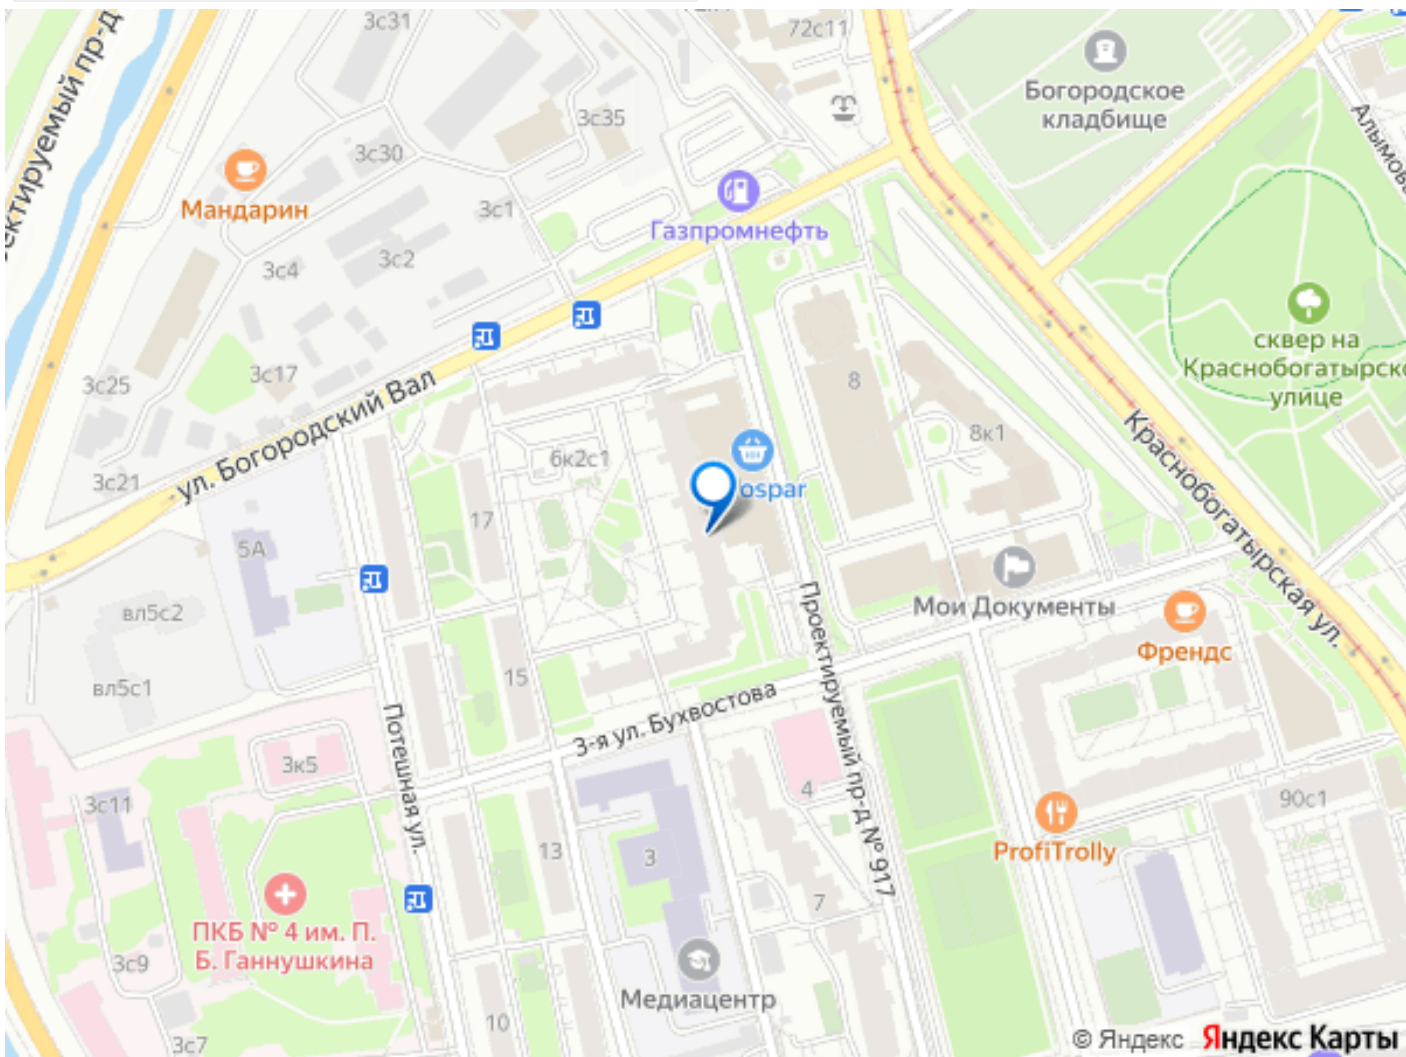 3с31
72с11
Богородское
кладбище
ектируемый пр-д
Алымова
3с35
3с30
Мандарин
3с1
Газпромнефть
3с4
3с2
сквер на
Краснобогатырско
улице
3с25
3с17
8
8к1
ул. Богородский Вал
Краснобогатырская ул.
6к2с1
3с21
ospar
17
5А
Мои Документы
вл5с2
Френдс
15
вл5с1
3-я ул. Бухвостова
Проектируемый пр-д № 917
Потешная ул.
3к5
4
3с11
90с1
ProfiTrolly
13
3
7
ПКБ № 4 им. П.
Б. Ганнушкина
3с9
Медиацентр
10
3с7
© Яндекс Яндекс Карты